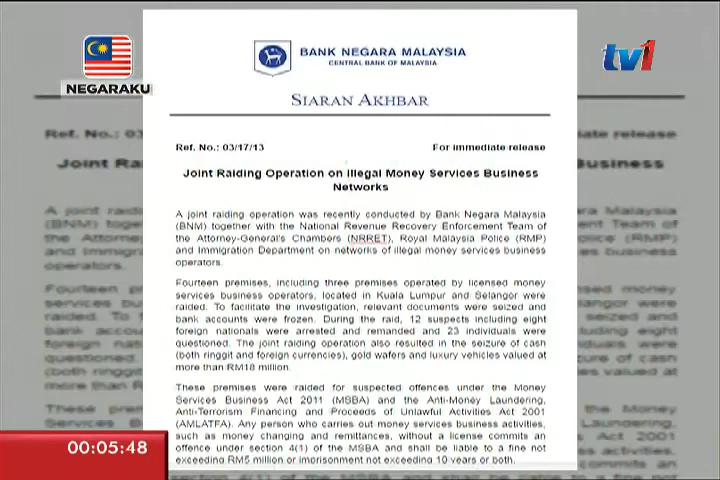 NEGARAKU
tv1
BANK NEGARA MALAYSIA
CENTRAL BANK OF MALAYSIA
SIARAN AKHBAR
Ref. No.: 03/17/13
For immediate release
Joint Raiding Operation on Illegal Money Services Business
Networks
A joint raiding operation was recently conducted by Bank Negara Malaysia
(BNM) together with the National Revenue Recovery Enforcement Team of
the Attorney-General's Chambers (NRRET), Royal Malaysia Police (RMP)
and Immigration Department on networks of illegal money services business
operators.
Fourteen premises, including three premises operated by licensed money
services business operators, located in Kuala Lumpur and Selangor were
raided. To facilitate the investigation, relevant documents were seized and
bank accounts were frozen. During the raid, 12 suspects including eight
foreign nationals were arrested and remanded and 23 individuals were
questioned. The joint raiding operation also resulted in the seizure of cash
(both ringgit and foreign currencies), gold wafers and luxury vehicles valued at
more than RM18 million.
These premises were raided for suspected offences under the Money
Services Business Act 2011 (MSBA) and the Anti-Money Laundering,
Anti-Terrorism Financing and Proceeds of Unlawful Activities Act 2001
(AMLATFA). Any person who carries out money services business activities,
such as money changing and remittances, without a license commits an
offence under section 4(1) of the MSBA and shall be liable to a fine not
exceeding RM5 million or imprisonment not exceeding 10 years or both.
00:05:48